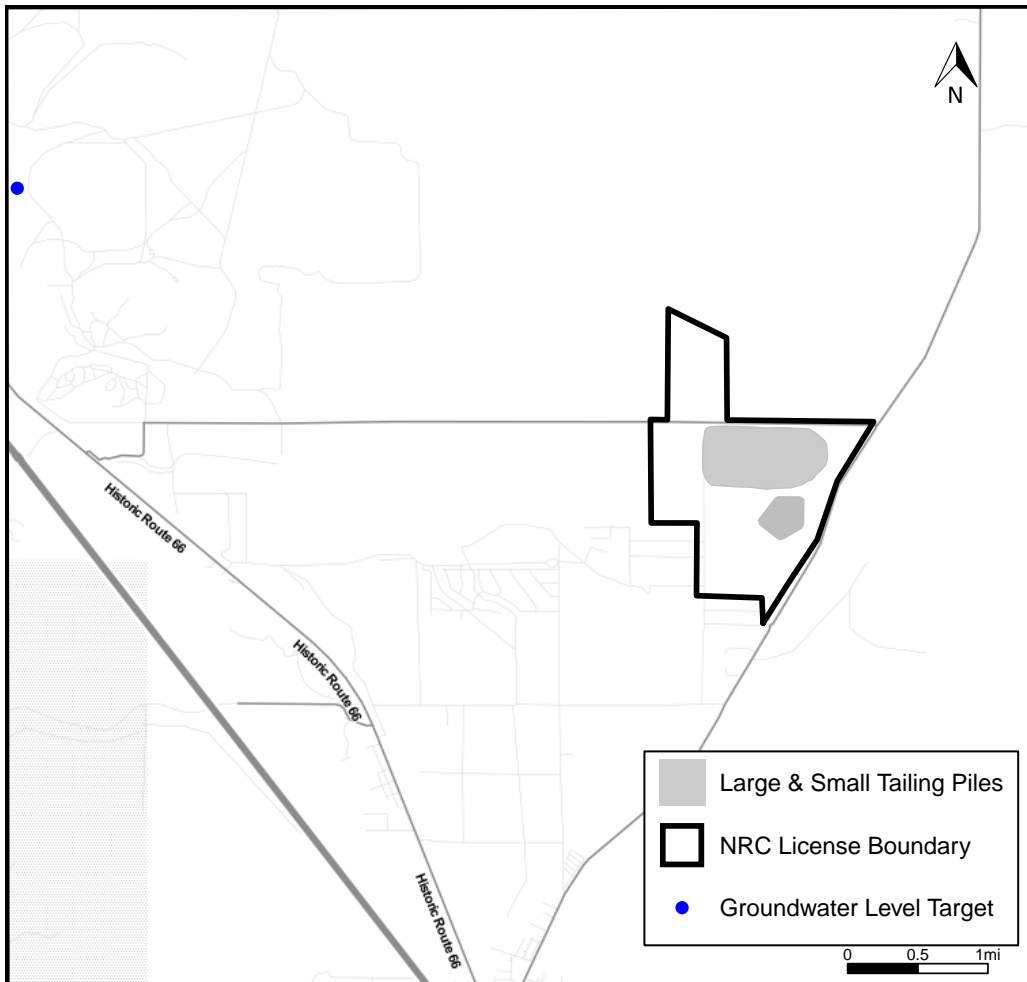 N
Historic Route 66
Historic Route 66
Historic Route 66
Large & Small Tailing Piles
NRC License Boundary
Groundwater Level Target
0 0.5 1mi